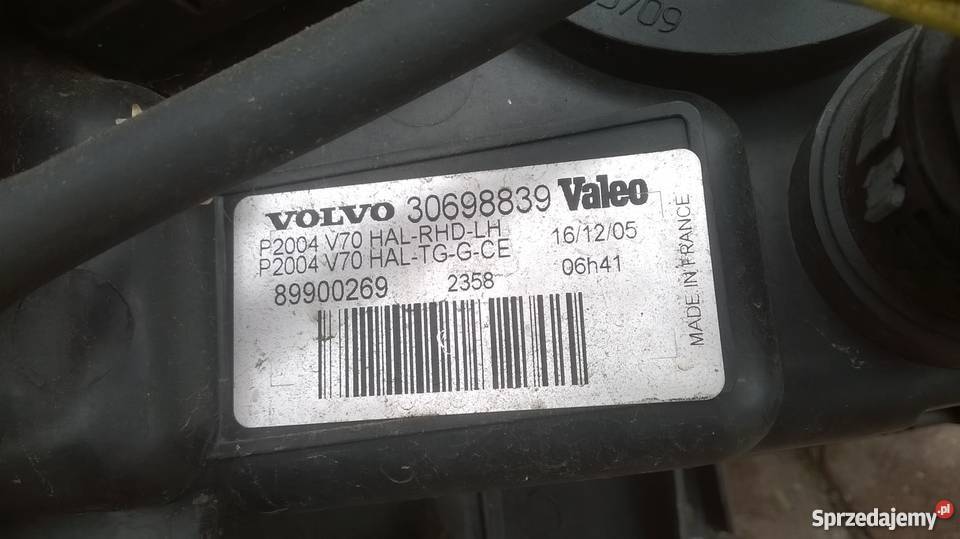 VOLVO 30698839 Valeo
P2004 V70 HAL-RHD-LH 16/12/05
P2004 V70 HAL-TG-G-CE 06h41
89900269 2358
MADE IN FRANCE
Sprzedajemy.pl